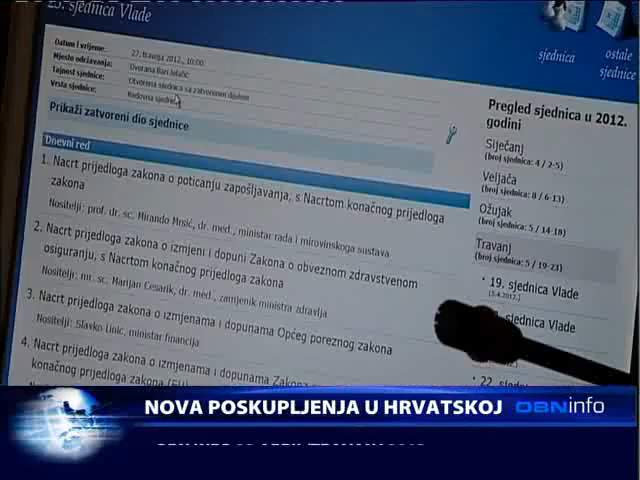 23. sjednica Vlade
sjednica
ostale sjednice
Datum i vrijeme:
27. travnja 2012., 10:00
Mjesto održavanja:
Dvorana Ban Jelačić
Tajnost sjednice:
Otvorena sjednica sa zatvorenim dijelom
Vrsta sjednice:
Redovna sjednica
Prikaži zatvoreni dio sjednice
Dnevni red
1. Nacrt prijedloga zakona o poticanju zapošljavanja, s Nacrtom konačnog prijedloga
zakona
Nositelji: prof. dr. sc. Mirando Mrsić, dr. med., ministar rada i mirovinskoga sustava
2. Nacrt prijedloga zakona o izmjeni i dopuni Zakona o obveznom zdravstvenom
osiguranju, s Nacrtom konačnog prijedloga zakona
Nositelji: mr. sc. Marijan Cesarik, dr. med., zamjenik ministra zdravlja
3. Nacrt prijedloga zakona o izmjenama i dopunama Općeg poreznog zakona
Nositelji: Slavko Linić, ministar financija
4. Nacrt prijedloga zakona o izmjenama i dopunama Zakona
konačnog prijedloga zakona (EU)
Pregled sjednica u 2012.
godini
Siječanj
(broj sjednica: 4 / 2-5)
Veljača
(broj sjednica: 8 / 6-13)
Ožujak
(broj sjednica: 5 / 14-18)
Travanj
(broj sjednica: 5 / 19-23)
· 19. sjednica Vlade
(5.4.2012.)
sjednica Vlade
· 22. sjednica
NOVA POSKUPLJENJA U HRVATSKOJ
OBN info